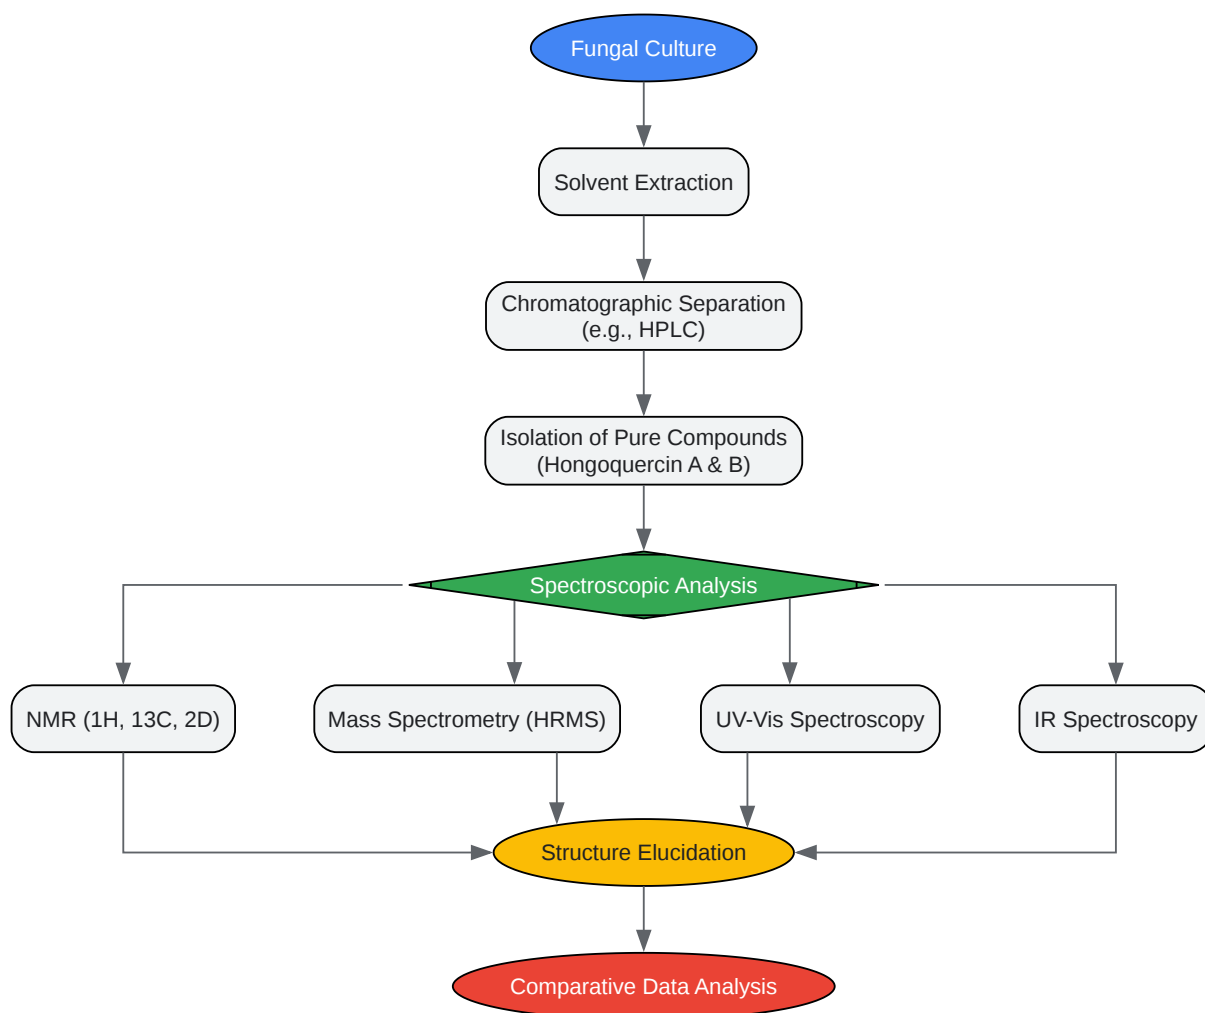 Fungal Culture
Solvent Extraction
Chromatographic Separation
(e.g., HPLC)
Isolation of Pure Compounds
(Hongoquercin A & B)
Spectroscopic Analysis
NMR (1H, 13C, 2D)
Mass Spectrometry (HRMS)
UV-Vis Spectroscopy
IR Spectroscopy
Structure Elucidation
Comparative Data Analysis